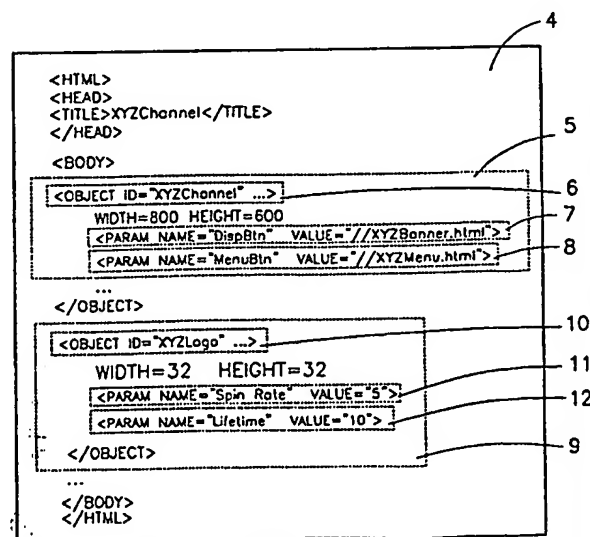 4
<HTML>
<HEAD>
<TITLE>XYZChannel</TITLE>
</HEAD>
<BODY>
5
<OBJECT ID="XYZChannel" ...>
6
WIDTH=800 HEIGHT=600
7
<PARAM NAME="DispBtn" VALUE="//XYZBanner.html">
<PARAM NAME="MenuBtn" VALUE="//XYZMenu.html">
8
...
</OBJECT>
<OBJECT ID="XYZLogo" ...>
10
WIDTH=32 HEIGHT=32
<PARAM NAME="Spin Rate" VALUE="5">
11
<PARAM NAME="Lifetime" VALUE="10">
12
</OBJECT>
9
...
</BODY>
</HTML>